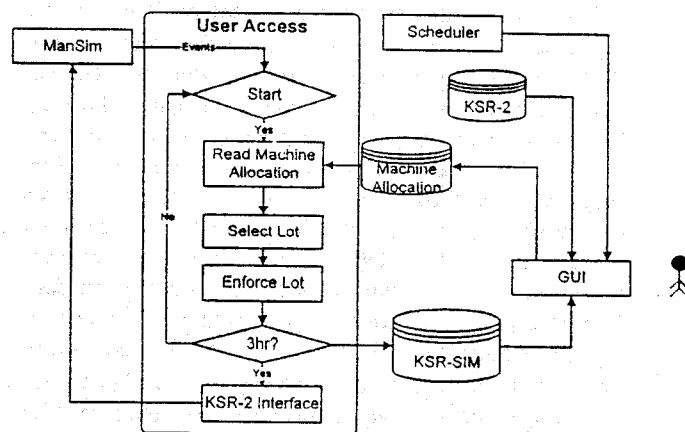 User Access
ManSim
Events
Scheduler
Start
KSR-2
Yes
Read Machine
Allocation
Machine
Allocation
No
Select Lot
Enforce Lot
GUI
3hr?
KSR-SIM
Yes
KSR-2 Interface